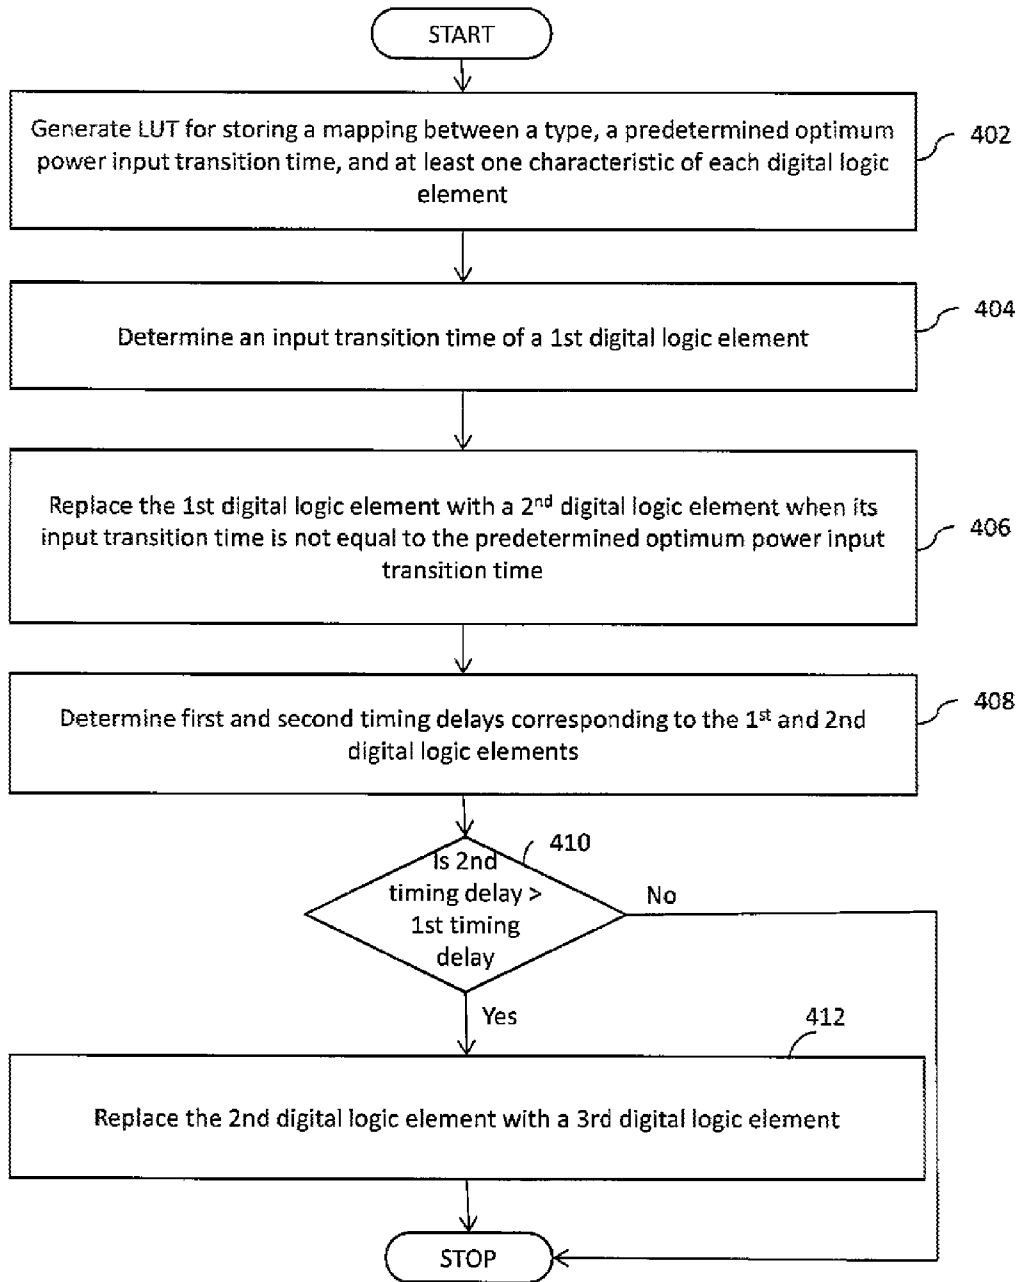 START
Generate LUT for storing a mapping between a type, a predetermined optimum
power input transition time, and at least one characteristic of each digital logic
element
402
Determine an input transition time of a 1st digital logic element
404
Replace the 1st digital logic element with a 2nd digital logic element when its
input transition time is not equal to the predetermined optimum power input
transition time
406
Determine first and second timing delays corresponding to the 1st and 2nd
digital logic elements
408
410
Is 2nd
timing delay >
1st timing
delay
No
Yes
412
Replace the 2nd digital logic element with a 3rd digital logic element
STOP